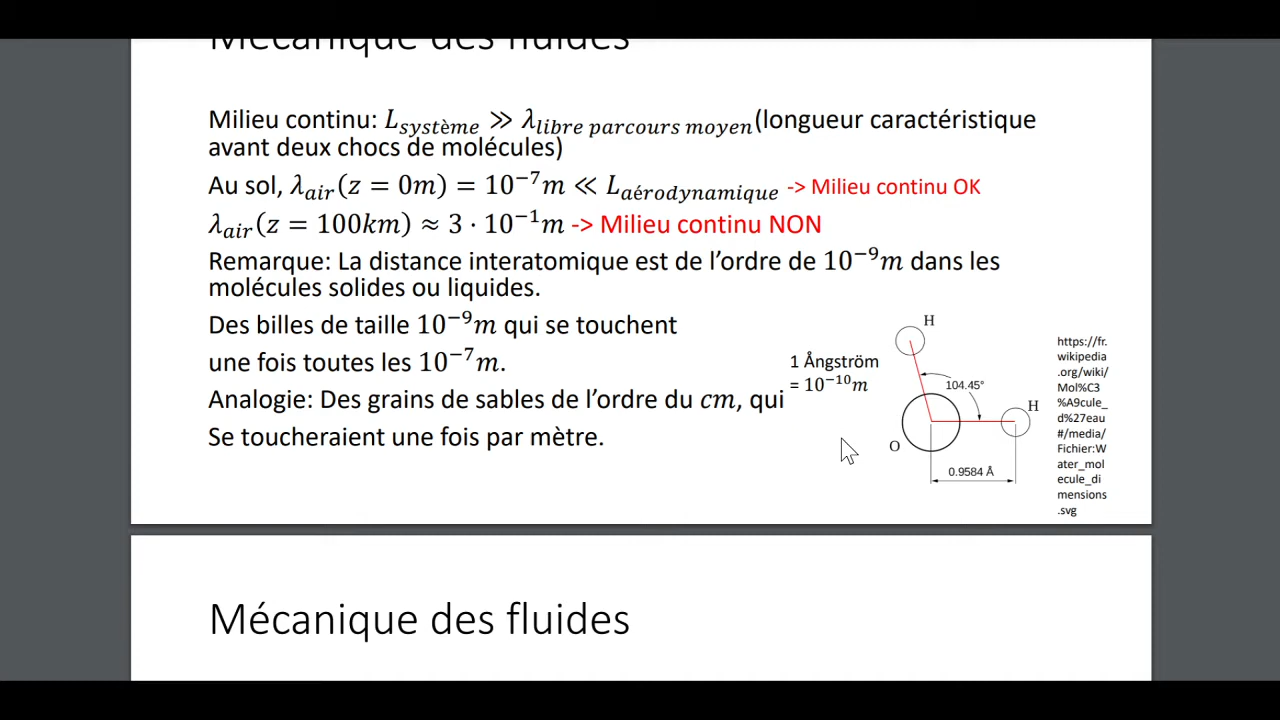 Mécanique des fluides
Milieu continu: L_système ≫ λ_libre parcours moyen (longueur caractéristique
avant deux chocs de molécules)
Au sol, λ_air(z = 0m) = 10⁻⁷m ≪ L_aérodynamique -> Milieu continu OK
λ_air(z = 100km) ≈ 3 · 10⁻¹m -> Milieu continu NON
Remarque: La distance interatomique est de l’ordre de 10⁻⁹m dans les
molécules solides ou liquides.
Des billes de taille 10⁻⁹m qui se touchent
une fois toutes les 10⁻⁷m.
Analogie: Des grains de sables de l’ordre du cm, qui
Se toucheraient une fois par mètre.
1 Ångström
= 10⁻¹⁰m
H
104.45°
H
O
0.9584 Å
https://fr.
wikipedia
.org/wiki/
Mol%C3
%A9cule_
d%27eau
#/media/
Fichier:W
ater_mol
ecule_di
mensions
.svg
Mécanique des fluides